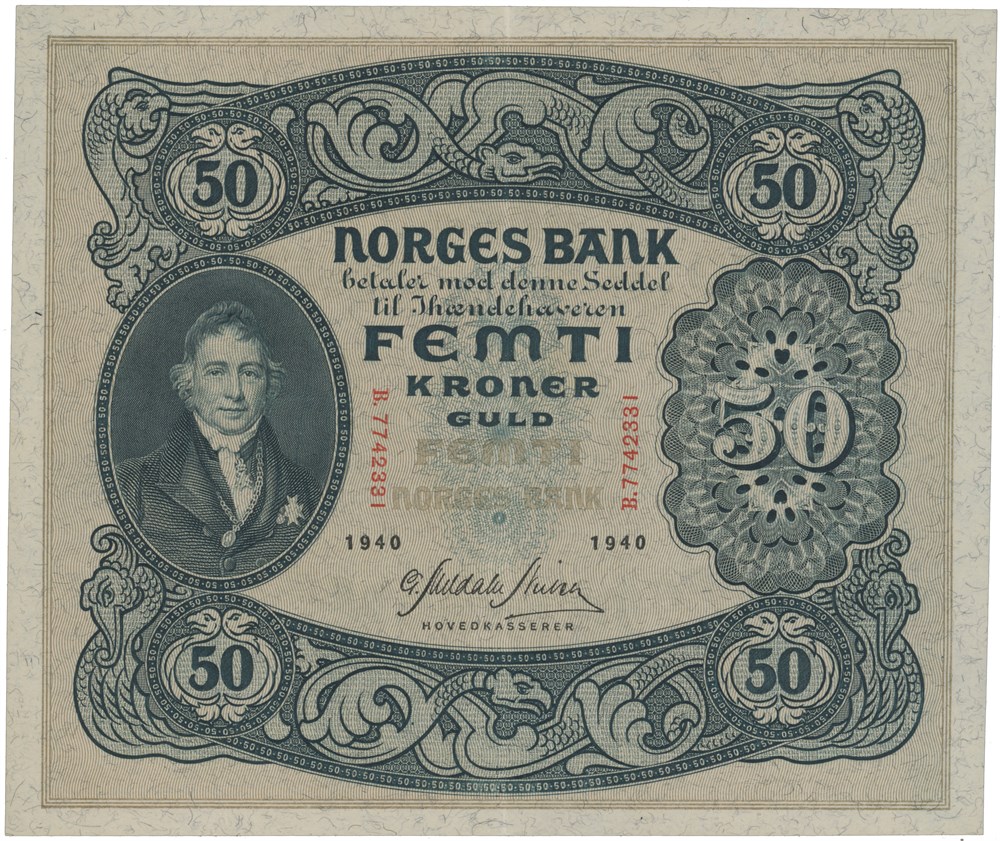 50 50
NORGES BANK
betaler mod denne Seddel
til Ihændehaveren
FEMTI
KRONER
GULD
FEMTI
NORGES BANK
B.7742331 B.7742331
50
1940 1940
HOVEDKASSERER
50 50